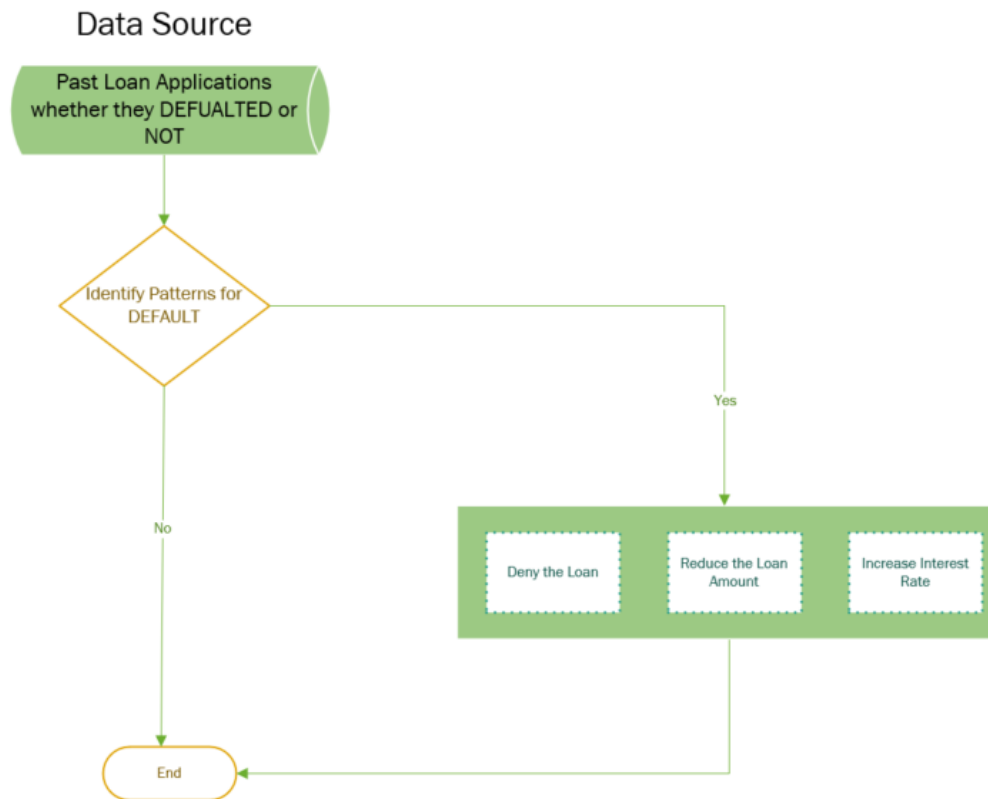 Data Source
Past Loan Applications
whether they DEFUALTED or
NOT
Identify Patterns for
DEFAULT
Yes
No
Deny the Loan
Reduce the Loan
Amount
Increase Interest
Rate
End